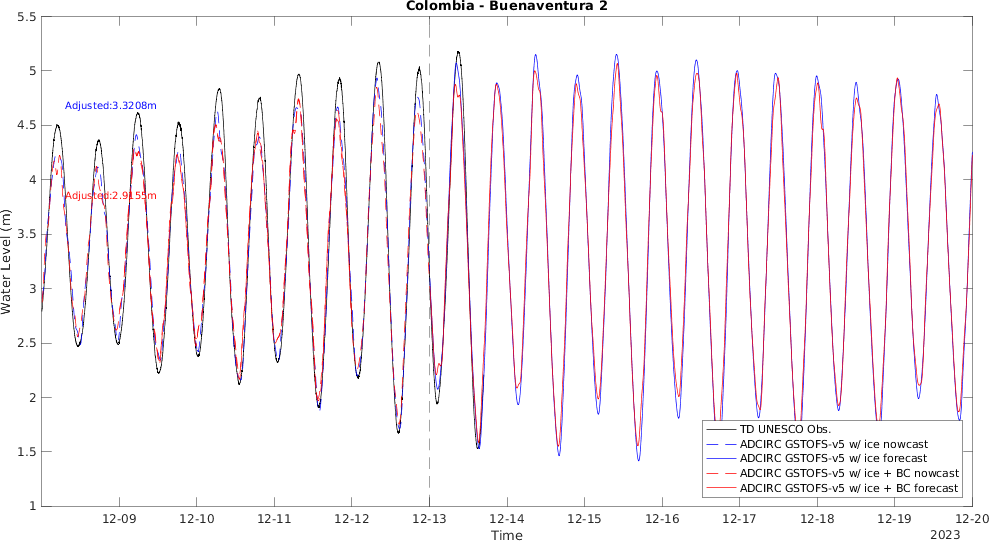 Colombia - Buenaventura 2
5.5
5
4.5
4
3.5
3
2.5
2
1.5
1
Water Level (m)
Adjusted:3.3208m
Adjusted:2.9155m
TD UNESCO Obs.
ADCIRC GSTOFS-v5 w/ ice nowcast
ADCIRC GSTOFS-v5 w/ ice forecast
ADCIRC GSTOFS-v5 w/ ice + BC nowcast
ADCIRC GSTOFS-v5 w/ ice + BC forecast
12-09 12-10 12-11 12-12 12-13 12-14 12-15 12-16 12-17 12-18 12-19 12-20
Time
2023